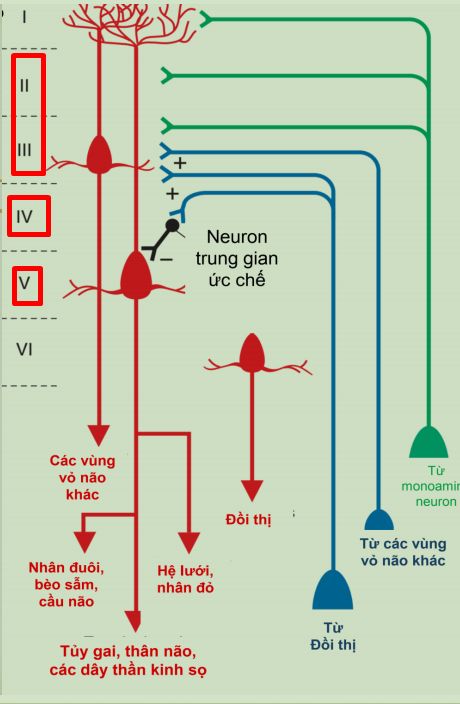 I
II
III
IV
V
VI
+
+
−
Neuron
trung gian
ức chế
Các vùng
vỏ não
khác
Nhân đuôi,
bèo sẫm,
cầu não
Hệ lưới,
nhân đỏ
Tủy gai, thân não,
các dây thần kinh sọ
Đồi thị
Từ
Đồi thị
Từ các vùng
vỏ não khác
Từ
monoamin
neuron